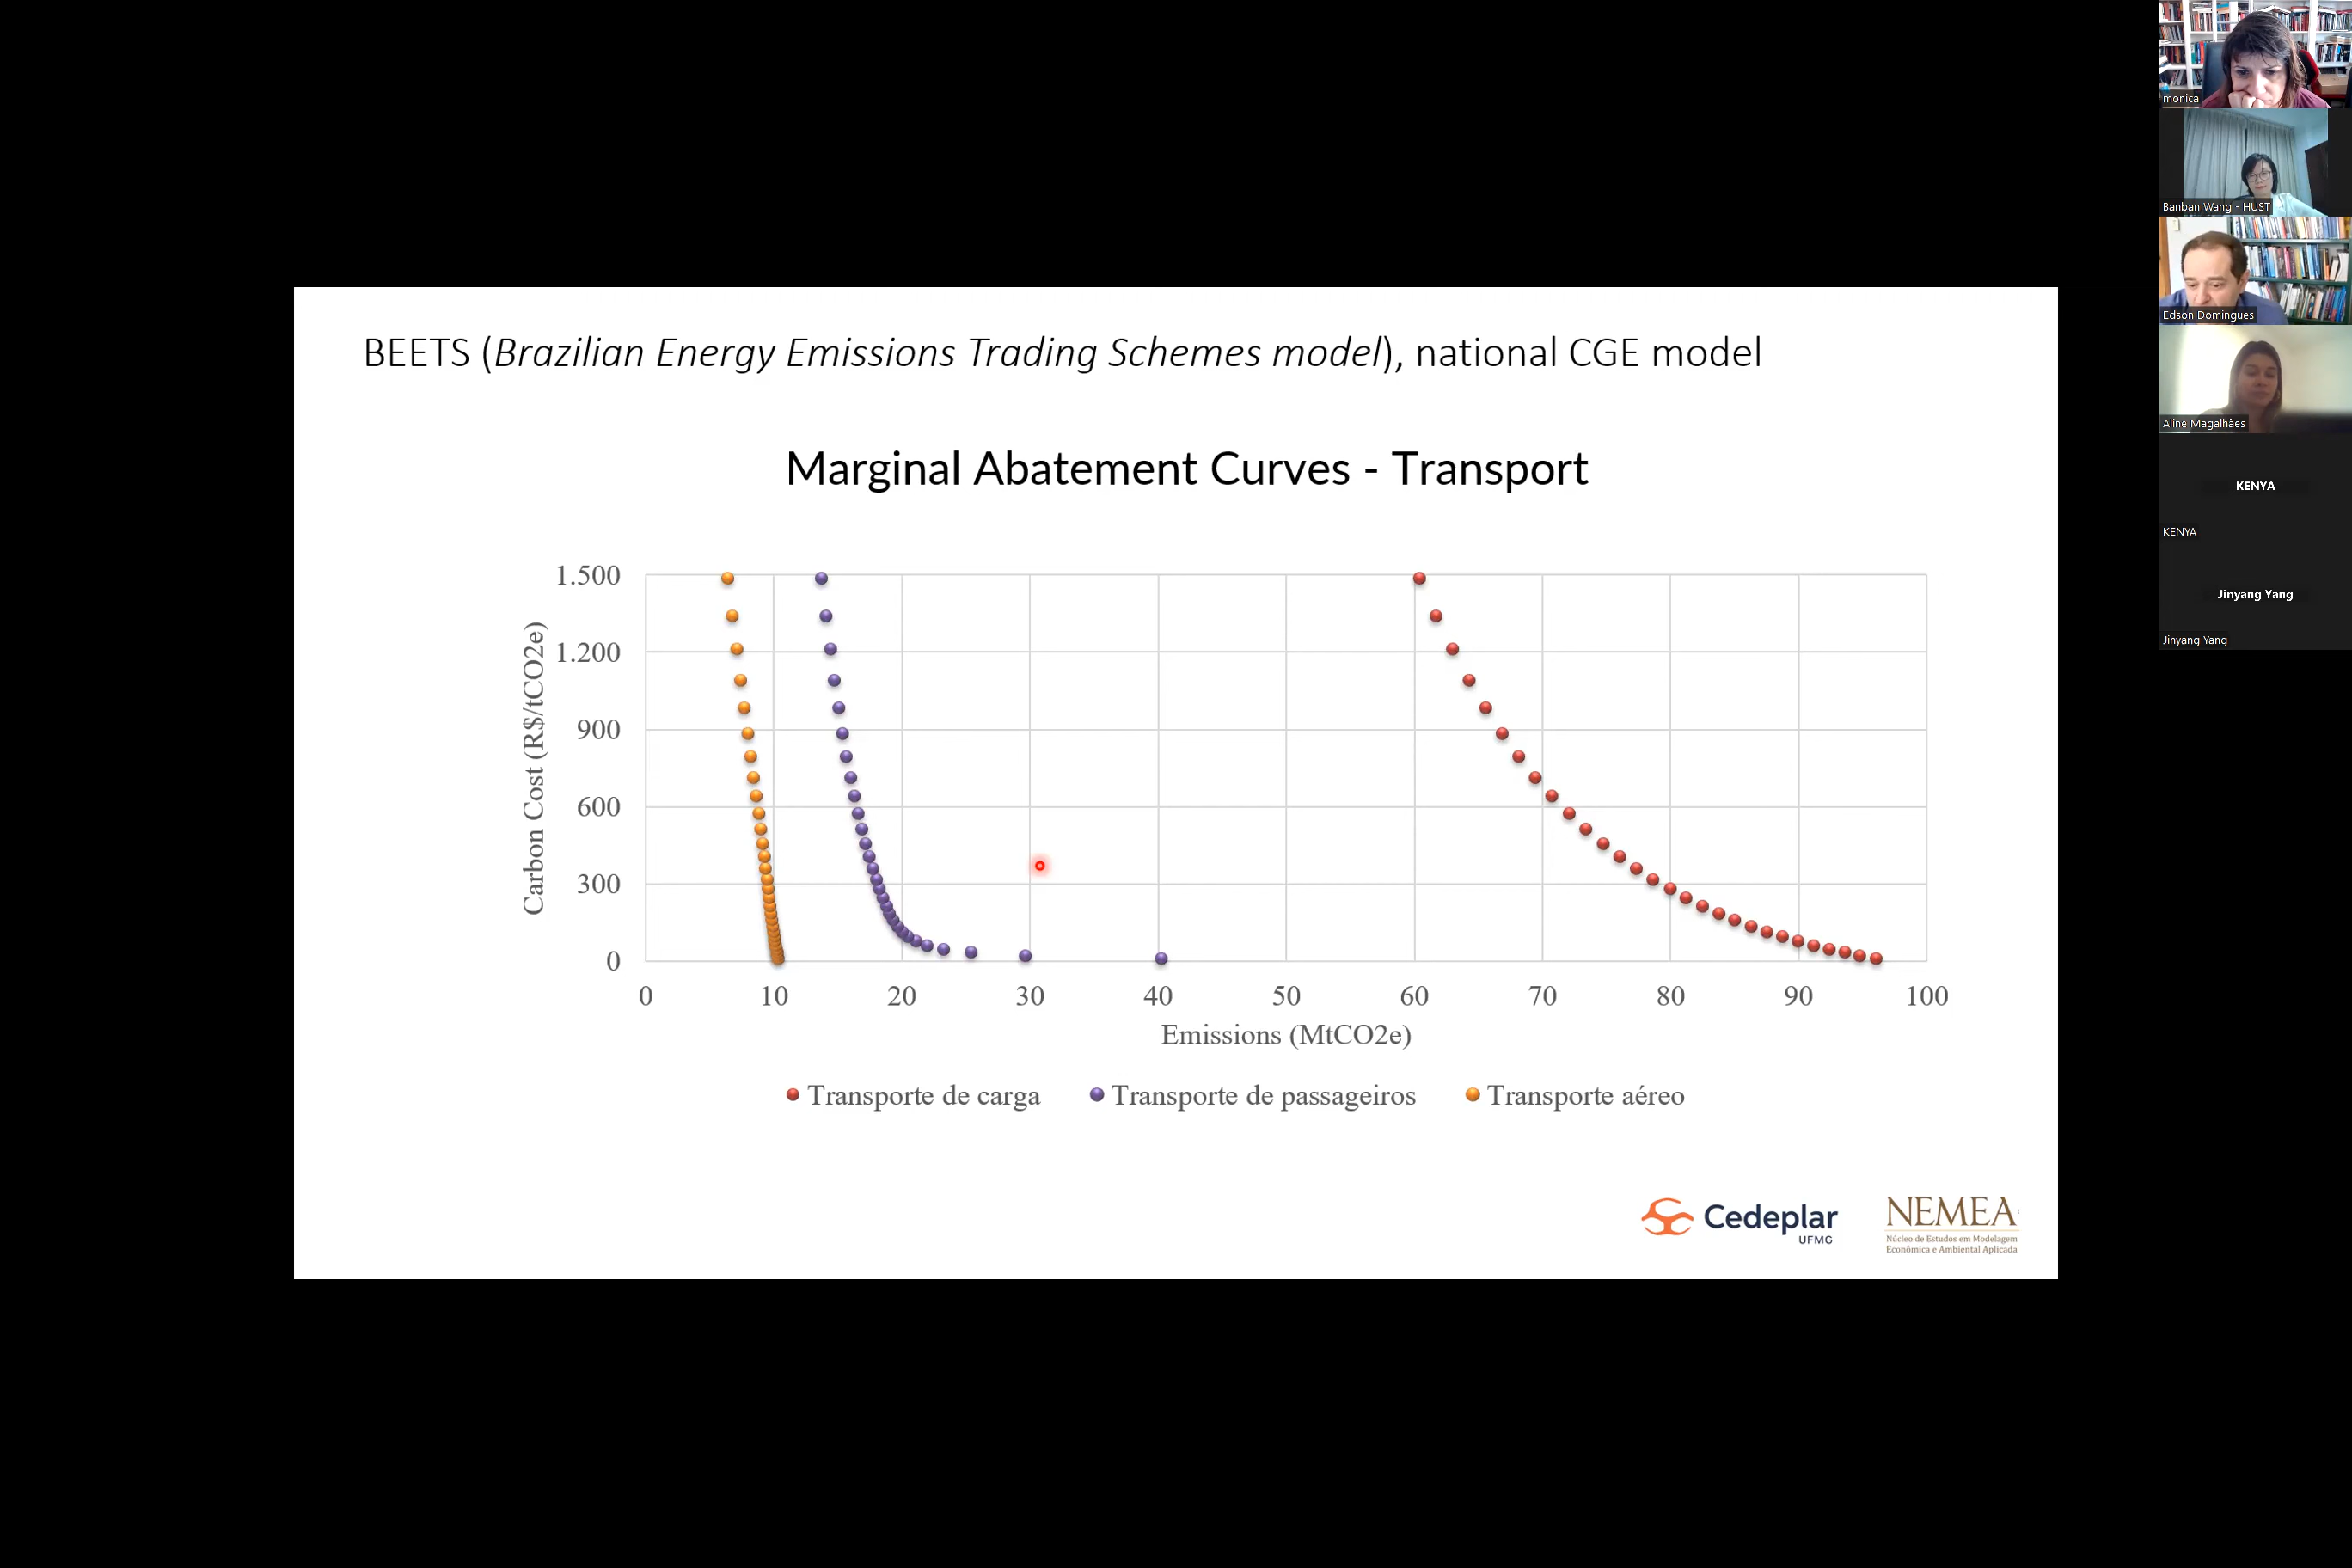 BEETS (Brazilian Energy Emissions Trading Schemes model), national CGE model
Marginal Abatement Curves - Transport
Carbon Cost (R$/tCO2e)
1.500
1.200
900
600
300
0
0 10 20 30 40 50 60 70 80 90 100
Emissions (MtCO2e)
Transporte de carga Transporte de passageiros Transporte aéreo
Cedeplar
UFMG
NEMEA
Núcleo de Estudos em Modelagem
Econômica e Ambiental Aplicada
monica
Banban Wang - HUST
Edson Domingues
Aline Magalhães
KENYA
KENYA
Jinyang Yang
Jinyang Yang